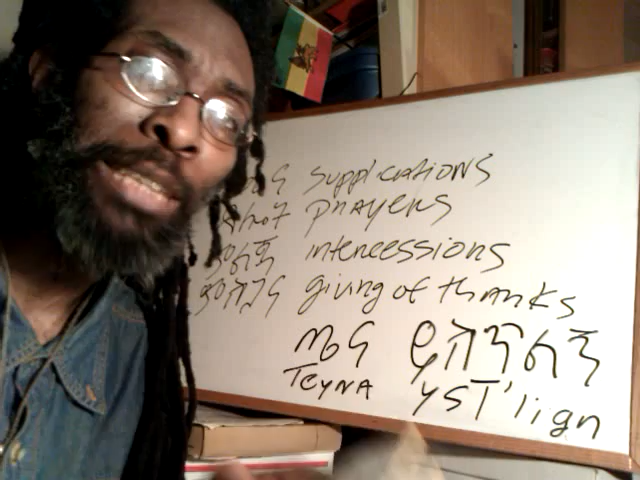 supplications
prayers
intercessions
giving of thanks
ጤና ይስጥልኝ
TEYNA YST'lign